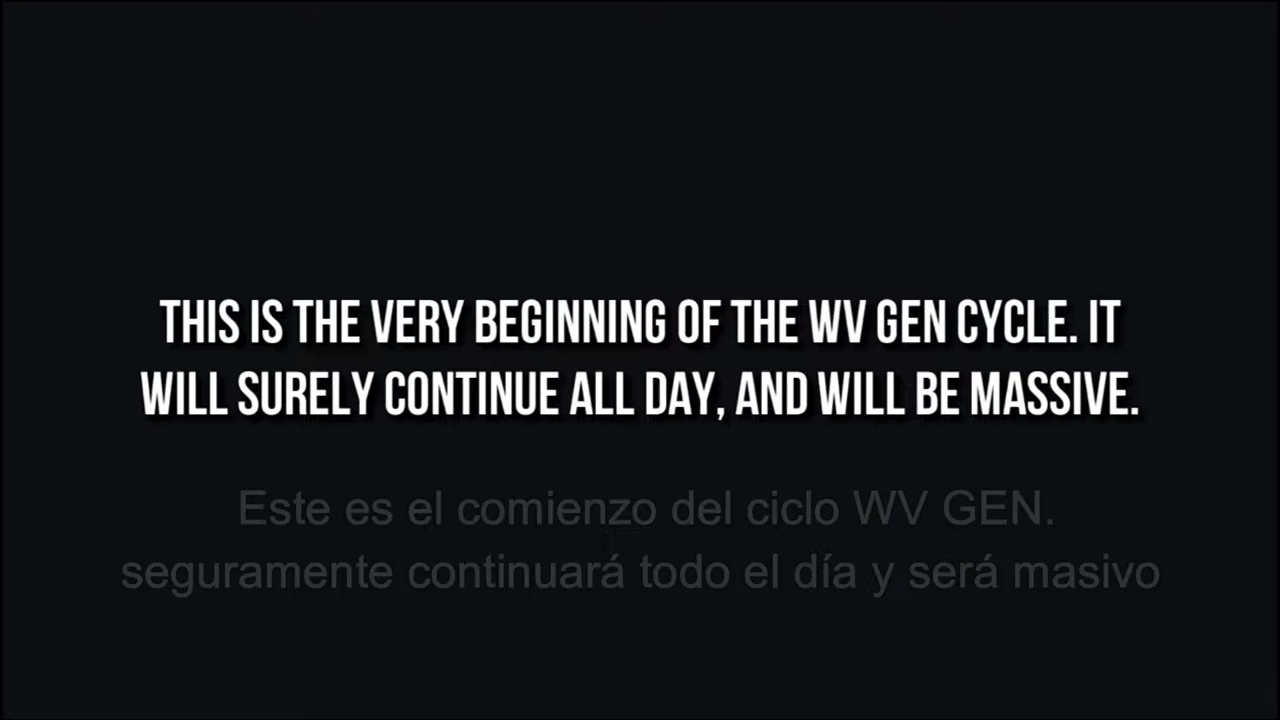 THIS IS THE VERY BEGINNING OF THE WV GEN CYCLE. IT
WILL SURELY CONTINUE ALL DAY, AND WILL BE MASSIVE.
Este es el comienzo del ciclo WV GEN.
seguramente continuará todo el día y será masivo